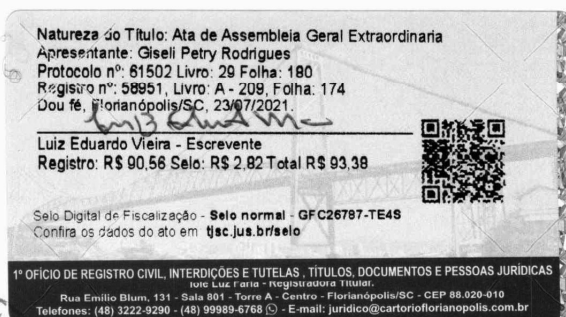 Natureza do Título: Ata de Assembleia Geral Extraordinaria
Apresentante: Giseli Petry Rodrigues
Protocolo nº: 61502 Livro: 29 Folha: 180
Registro nº: 58951, Livro: A - 209, Folha: 174
Dou fé, Florianópolis/SC, 23/07/2021.
Luiz Eduardo Vieira - Escrevente
Registro: R$ 90,56 Selo: R$ 2,82 Total R$ 93,38
Selo Digital de Fiscalização - Selo normal - GFC26787-TE4S
Confira os dados do ato em tjsc.jus.br/selo
1º OFÍCIO DE REGISTRO CIVIL, INTERDIÇÕES E TUTELAS, TÍTULOS, DOCUMENTOS E PESSOAS JURÍDICAS
Iolé Luz Faria - Registradora Titular.
Rua Emílio Blum, 131 - Sala 801 - Torre A - Centro - Florianópolis/SC - CEP 88.020-010
Telefones: (48) 3222-9290 - (48) 99989-6768 - E-mail: juridico@cartorioflorianopolis.com.br